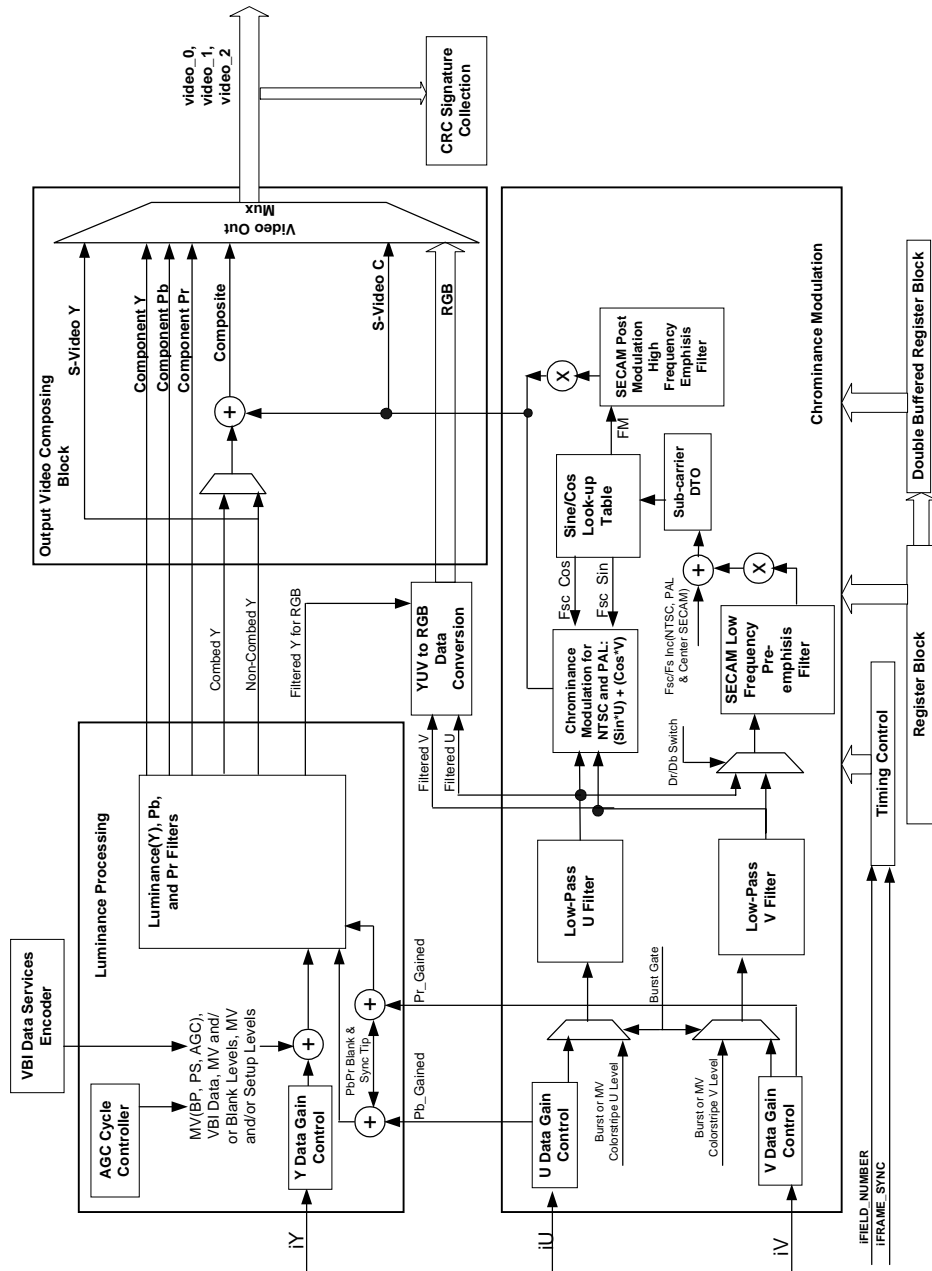 VBI Data Services
Encoder
AGC Cycle
Controller
Luminance Processing
MV(BP, PS, AGC),
VBI Data, MV and/
or Blank Levels, MV
and/or Setup Levels
Y Data Gain
Control
iY
+
+
+
PbPr Blank &
Sync Tip
Pb_Gained
Pr_Gained
Luminance(Y), Pb,
and Pr Filters
Combed Y
Non-Combed Y
Filtered Y for RGB
Filtered V
Filtered U
YUV to RGB
Data
Conversion
Output Video Composing
Block
S-Video Y
Component Y
Component Pb
Component Pr
Composite
+
S-Video C
RGB
Video Out
Mux
video_0,
video_1,
video_2
CRC Signature
Collection
iU
U Data Gain
Control
Burst or MV
Colorstripe U Level
Burst Gate
Burst or MV
Colorstripe V Level
iV
V Data Gain
Control
Low-Pass
U Filter
Low-Pass
V Filter
Chrominance
Modulation for
NTSC and PAL:
(Sin*U) + (Cos*V)
Fsc Cos
Fsc Sin
Sine/Cos
Look-up
Table
FM
SECAM Post
Modulation
High
Frequency
Emphisis
Filter
X
Dr/Db Switch
Fsc/Fs Inc(NTSC, PAL
& Center SECAM)
+
Sub-carrier
DTO
X
SECAM Low
Frequency
Pre-
emphisis
Filter
Chrominance Modulation
iFIELD_NUMBER
iFRAME_SYNC
Timing Control
Register Block
Double Buffered Register Block